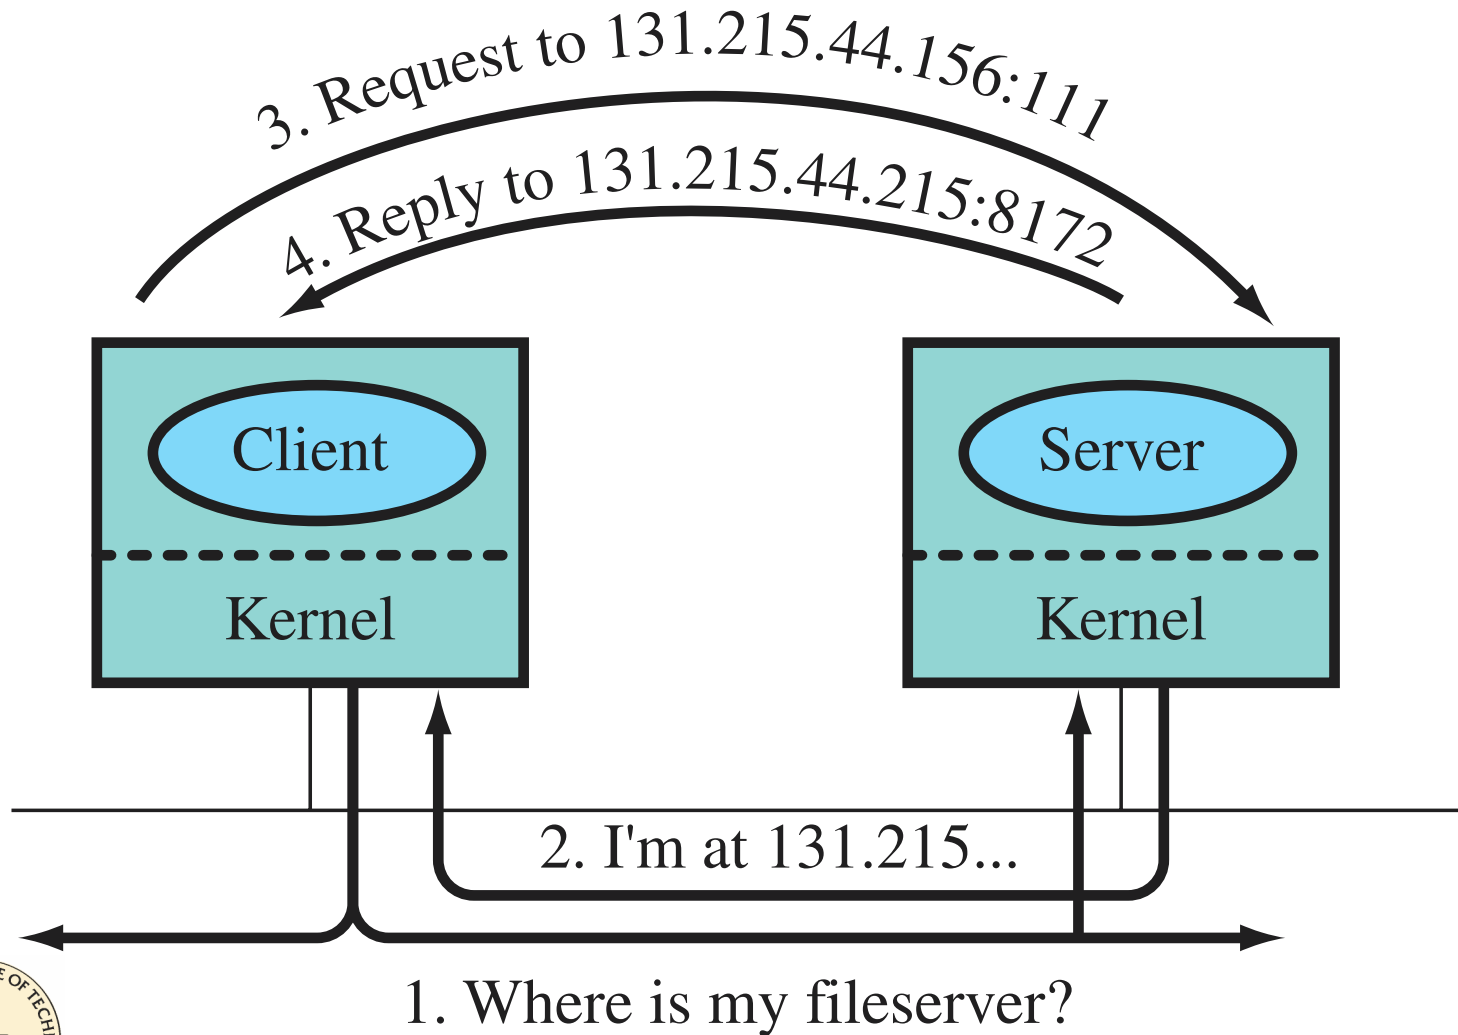 3. Request to 131.215.44.156:111
4. Reply to 131.215.44.215:8172
Client
Server
Kernel
Kernel
2. I'm at 131.215...
1. Where is my fileserver?
OF